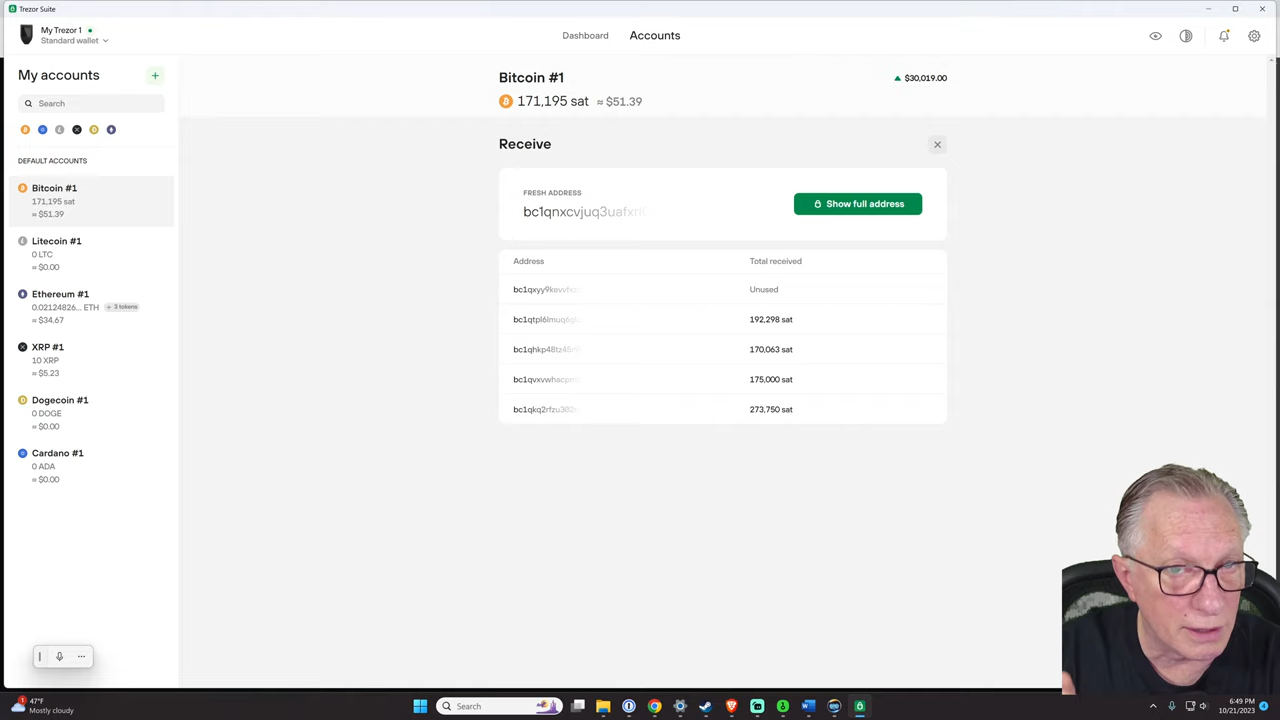 Trezor Suite
My Trezor 1
Standard wallet
Dashboard
Accounts
My accounts
Search
DEFAULT ACCOUNTS
Bitcoin #1
171,195 sat
≈ $51.39
Litecoin #1
0 LTC
≈ $0.00
Ethereum #1
0.02124826... ETH + 3 tokens
≈ $34.67
XRP #1
10 XRP
≈ $5.23
Dogecoin #1
0 DOGE
≈ $0.00
Cardano #1
0 ADA
≈ $0.00
Bitcoin #1
$30,019.00
171,195 sat ≈ $51.39
Receive
FRESH ADDRESS
Show full address
Address Total received
Unused
192,298 sat
170,063 sat
175,000 sat
273,750 sat
1
47°F
Mostly cloudy
Search
6:49 PM
10/21/2023